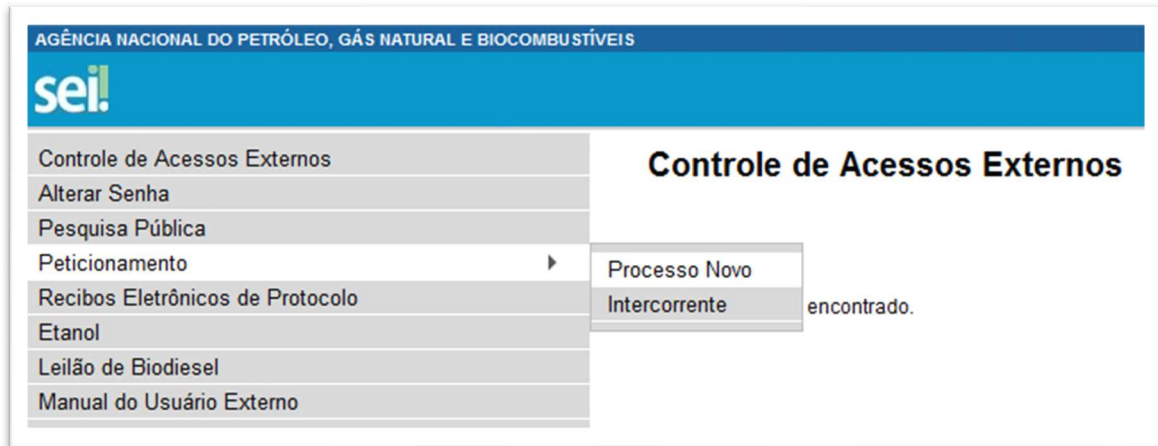 AGÊNCIA NACIONAL DO PETRÓLEO, GÁS NATURAL E BIOCOMBUSTÍVEIS
sei!
Controle de Acessos Externos
Alterar Senha
Pesquisa Pública
Peticionamento
Recibos Eletrônicos de Protocolo
Etanol
Leilão de Biodiesel
Manual do Usuário Externo
Processo Novo
Intercorrente
Controle de Acessos Externos
encontrado.